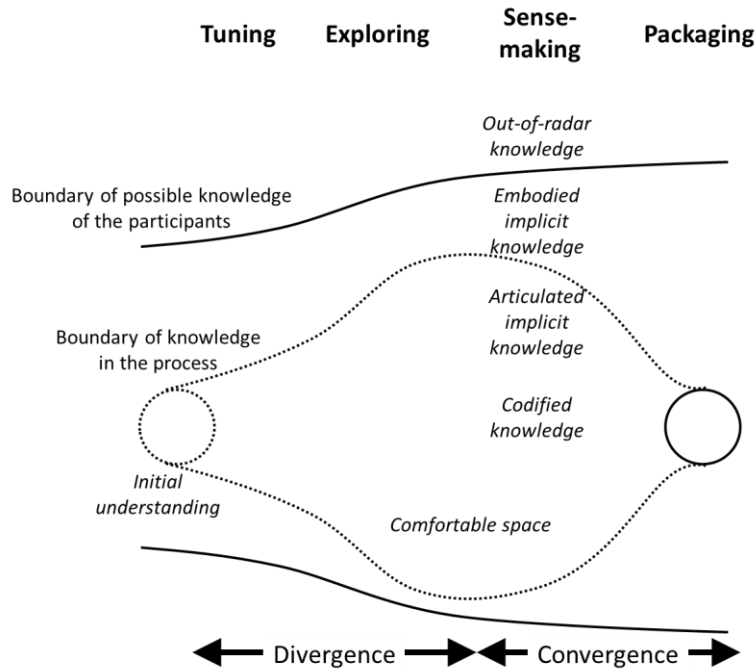 Tuning Exploring Sense-
making Packaging
Out-of-radar
knowledge
Boundary of possible knowledge
of the participants
Embodied
implicit
knowledge
Articulated
implicit
knowledge
Boundary of knowledge
in the process
Codified
knowledge
Initial
understanding
Comfortable space
Divergence Convergence